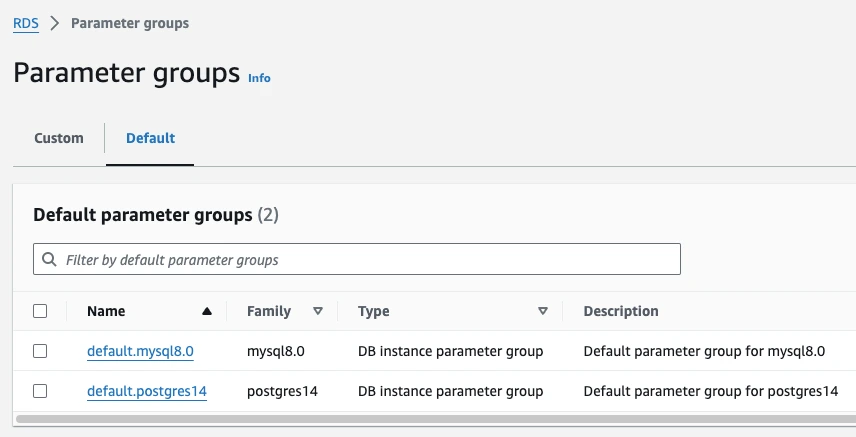 RDS > Parameter groups
Parameter groups Info
Custom Default
Default parameter groups (2)
Filter by default parameter groups
Name Family Type Description
default.mysql8.0 mysql8.0 DB instance parameter group Default parameter group for mysql8.0
default.postgres14 postgres14 DB instance parameter group Default parameter group for postgres14